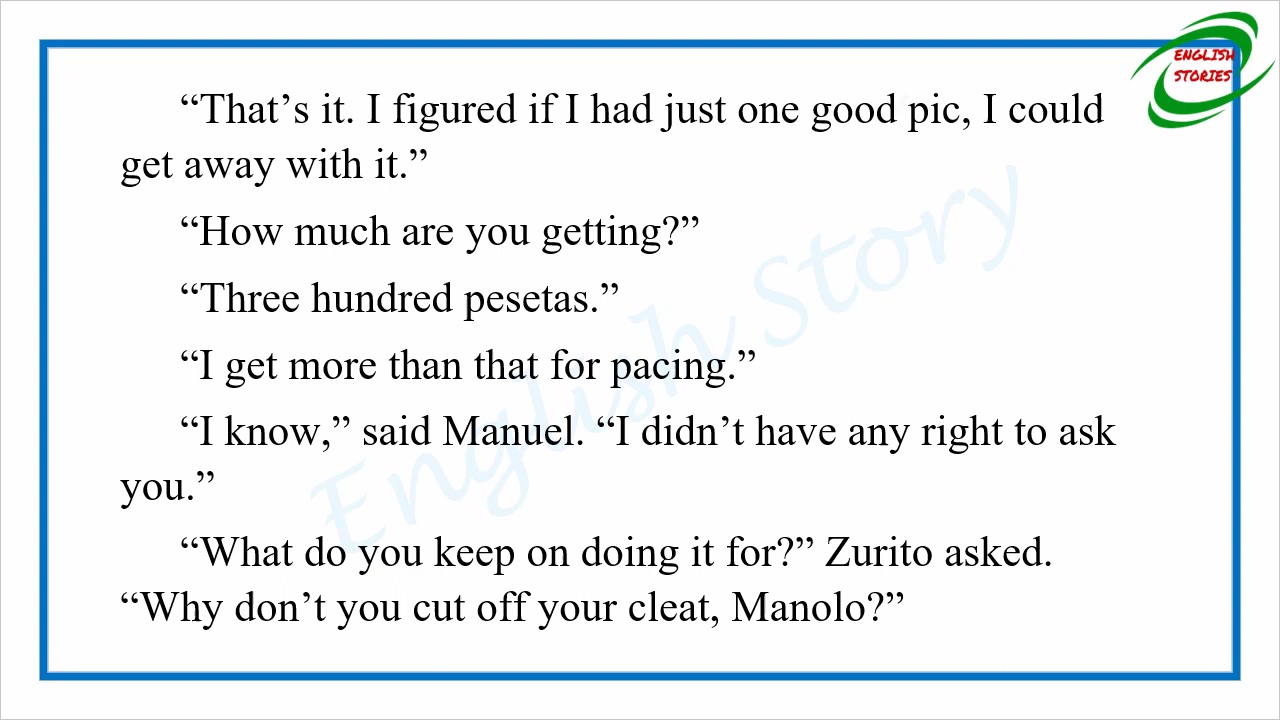 ENGLISH
STORIES
“That’s it. I figured if I had just one good pic, I could
get away with it.”
“How much are you getting?”
“Three hundred pesetas.”
“I get more than that for pacing.”
“I know,” said Manuel. “I didn’t have any right to ask
you.”
“What do you keep on doing it for?” Zurito asked.
“Why don’t you cut off your cleat, Manolo?”
English Story